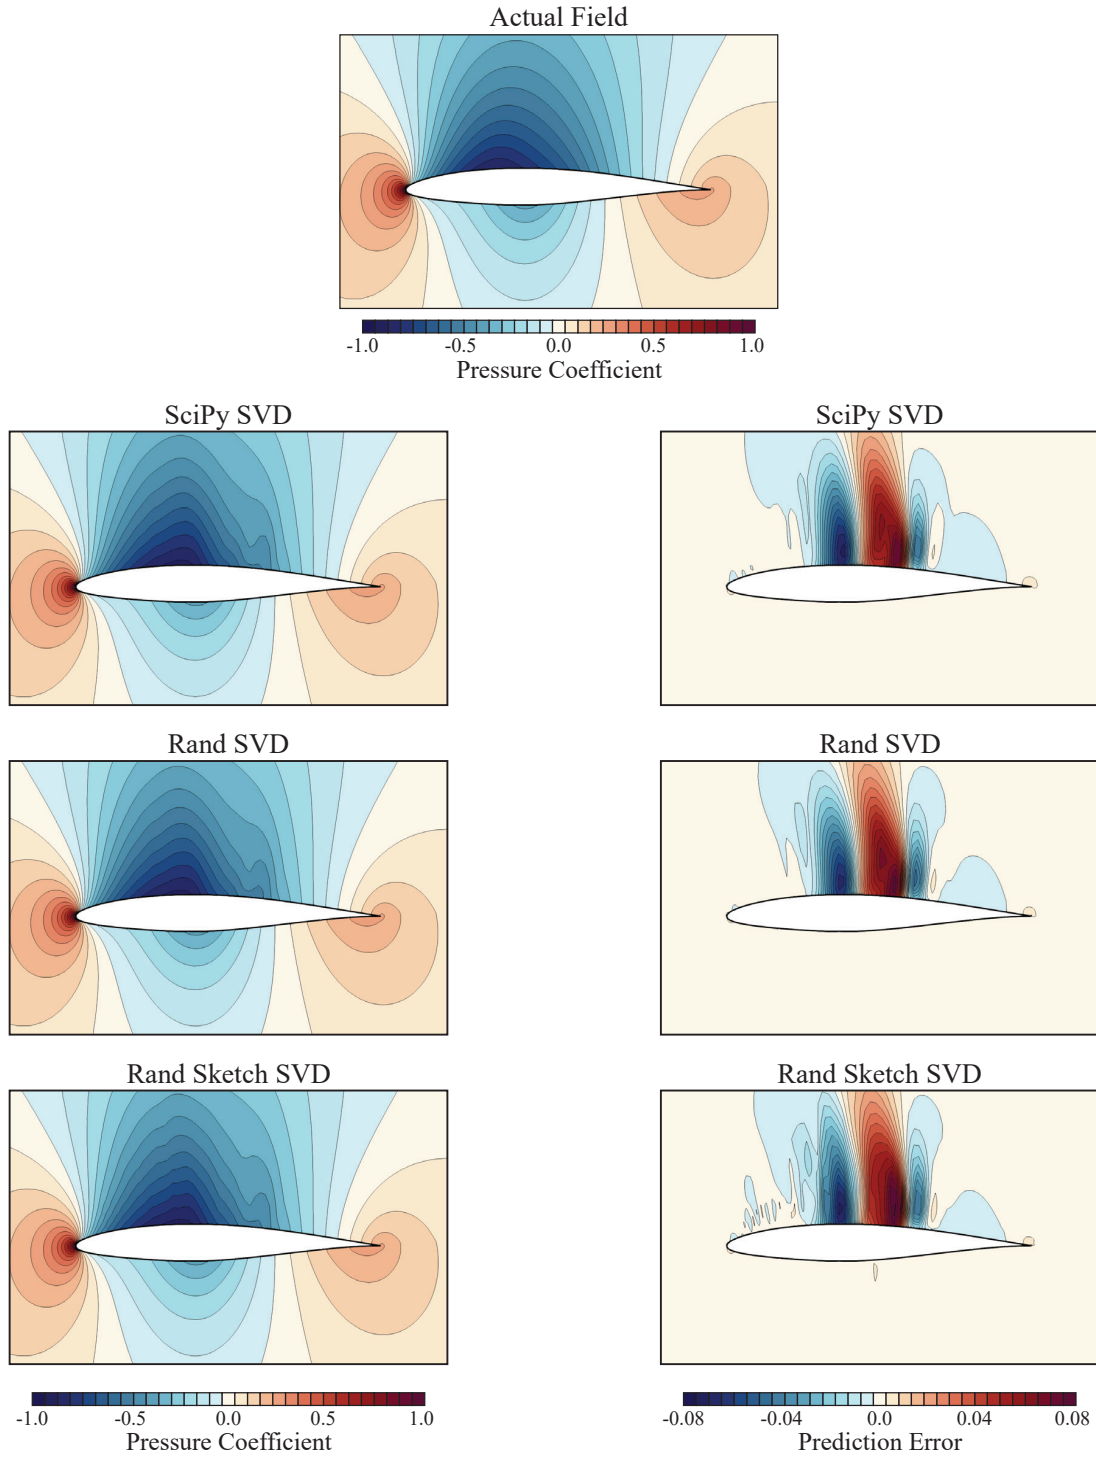 Actual Field
-1.0 -0.5 0.0 0.5 1.0
Pressure Coefficient
SciPy SVD
SciPy SVD
Rand SVD
Rand SVD
Rand Sketch SVD
Rand Sketch SVD
-1.0 -0.5 0.0 0.5 1.0
Pressure Coefficient
-0.08 -0.04 0.0 0.04 0.08
Prediction Error